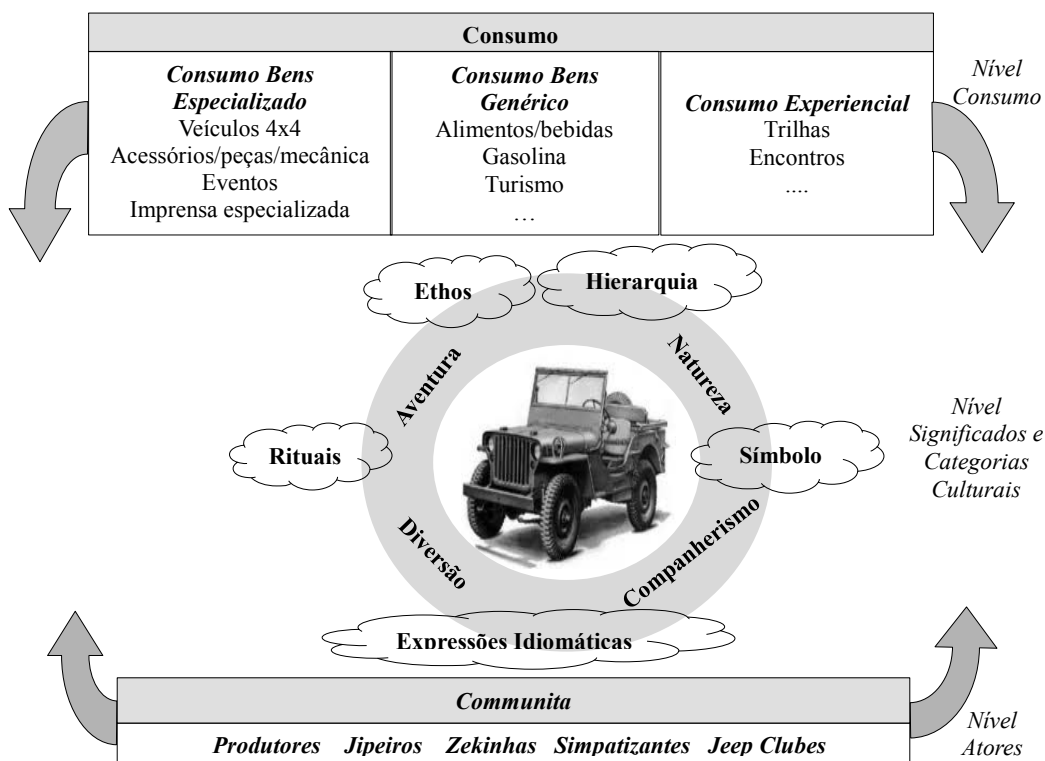 Consumo
Consumo Bens
Especializado
Veículos 4x4
Acessórios/peças/mecânica
Eventos
Imprensa especializada
Consumo Bens
Genérico
Alimentos/bebidas
Gasolina
Turismo
…
Consumo Experiencial
Trilhas
Encontros
....
Nível
Consumo
Ethos
Hierarquia
Aventura
Natureza
Rituais
Símbolo
Diversão
Companherismo
Expressões Idiomáticas
Nível
Significados e
Categorias
Culturais
Communita
Produtores Jipeiros Zekinhas Simpatizantes Jeep Clubes
Nível
Atores